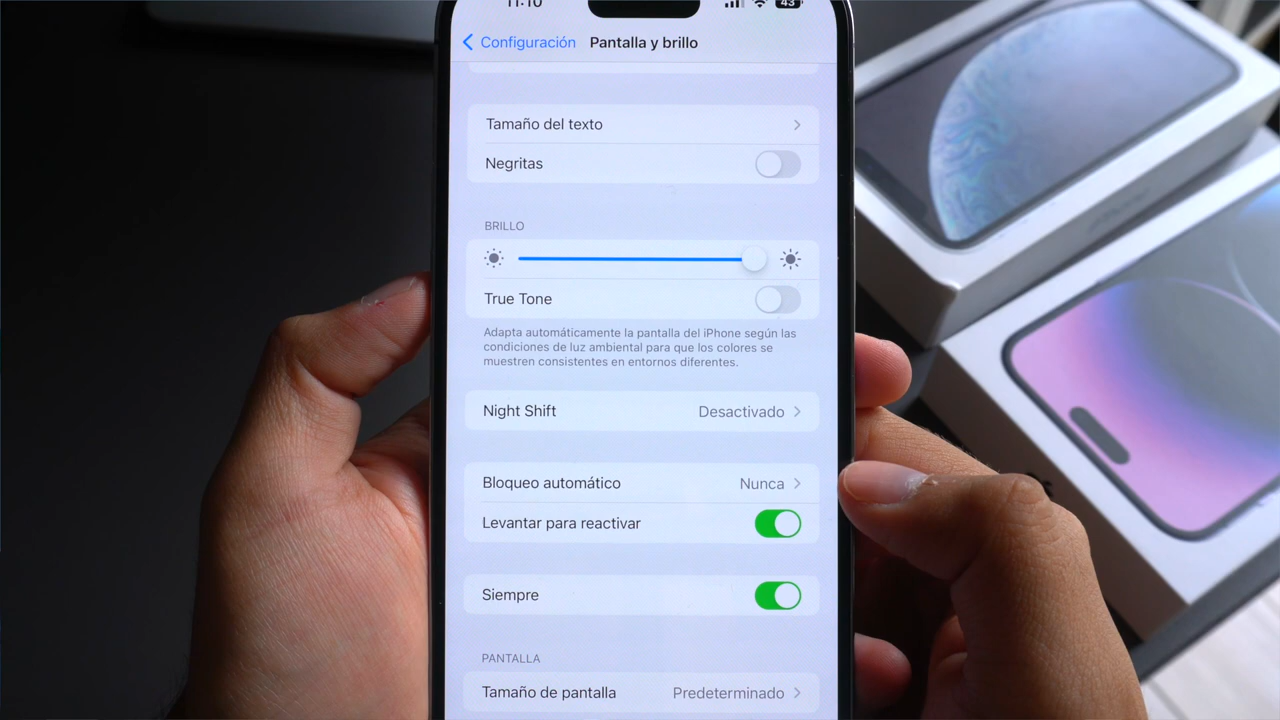 11:10
43
Configuración
Pantalla y brillo
Tamaño del texto
Negritas
BRILLO
True Tone
Adapta automáticamente la pantalla del iPhone según las
condiciones de luz ambiental para que los colores se
muestren consistentes en entornos diferentes.
Night Shift Desactivado
Bloqueo automático Nunca
Levantar para reactivar
Siempre
PANTALLA
Tamaño de pantalla Predeterminado